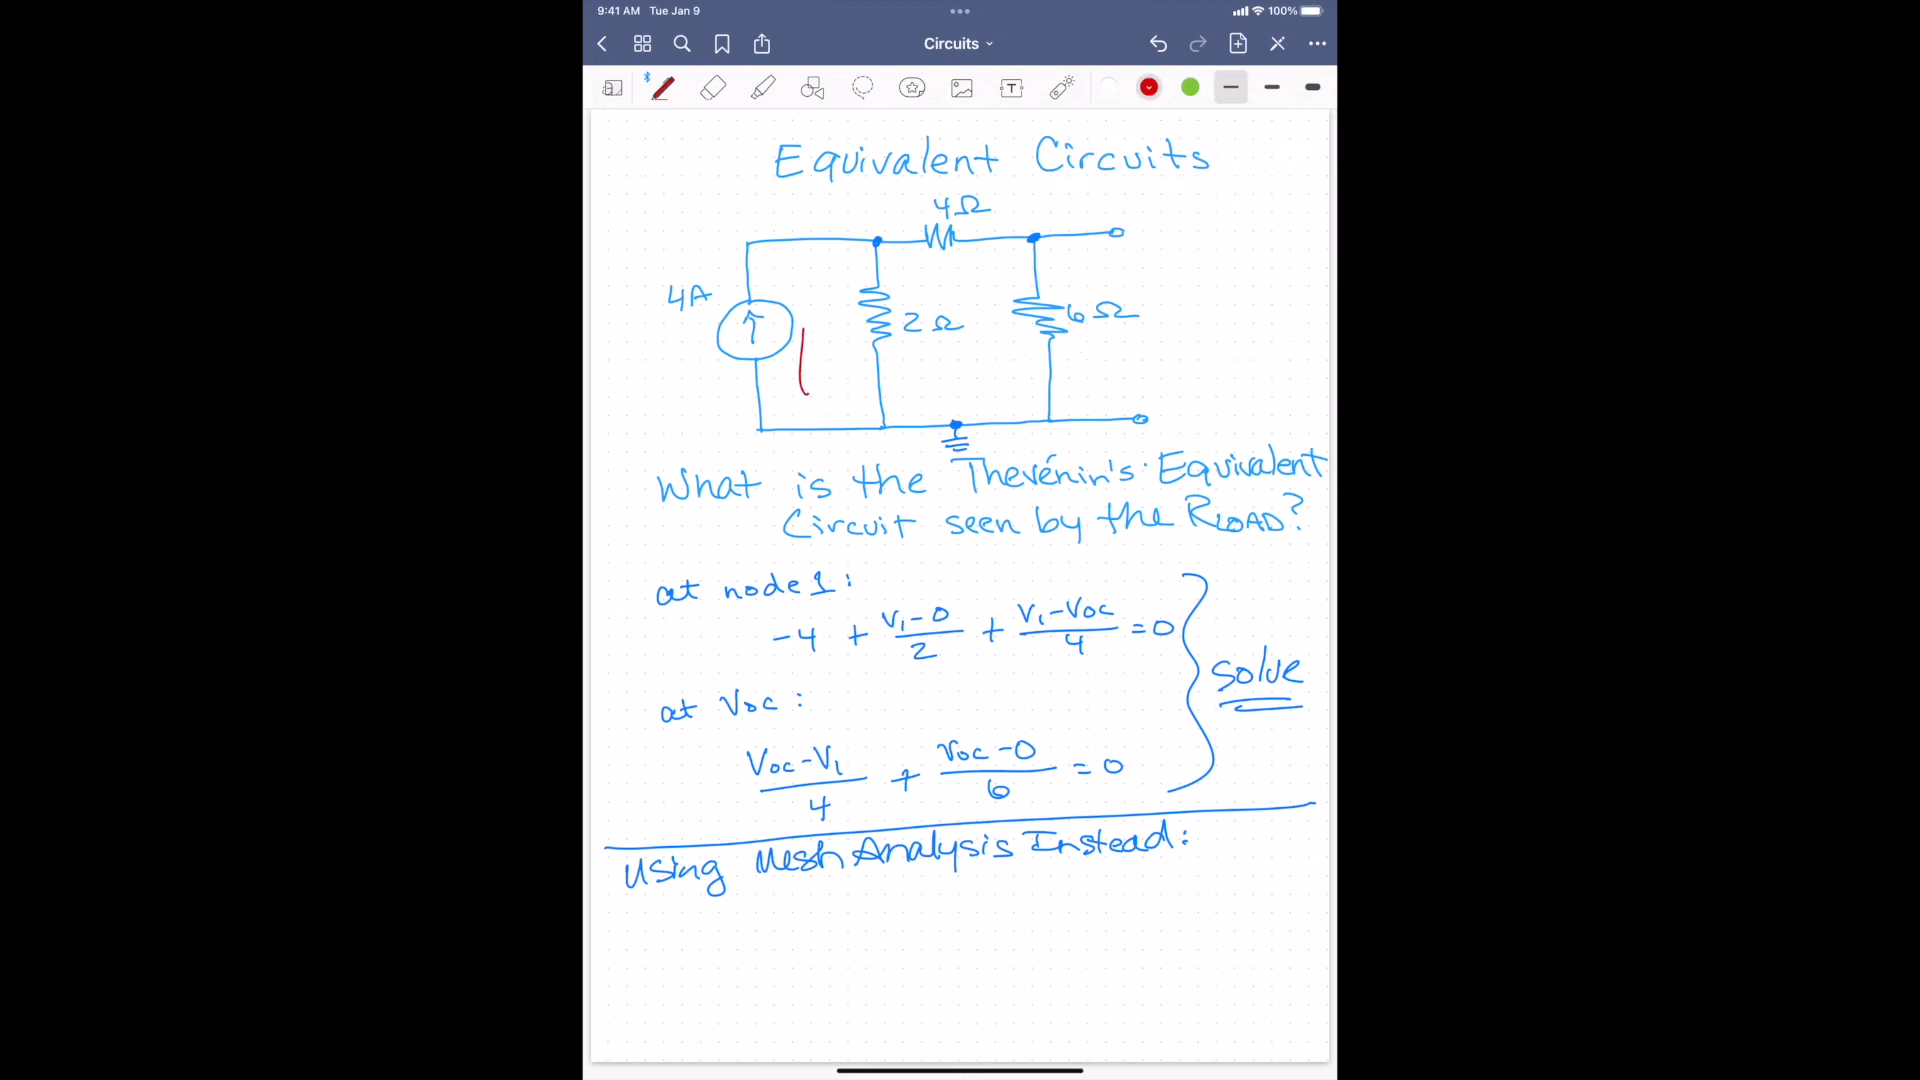 9:41 AM Tue Jan 9
100%
Circuits
Equivalent Circuits
4Ω
4A
2Ω
6Ω
What is the Thevénin's Equivalent
Circuit seen by the RLOAD?
at node 1:
-4 + (V₁-0)/2 + (V₁-Voc)/4 = 0
solve
at Voc:
(Voc-V₁)/4 + (Voc-0)/6 = 0
Using Mesh Analysis Instead: